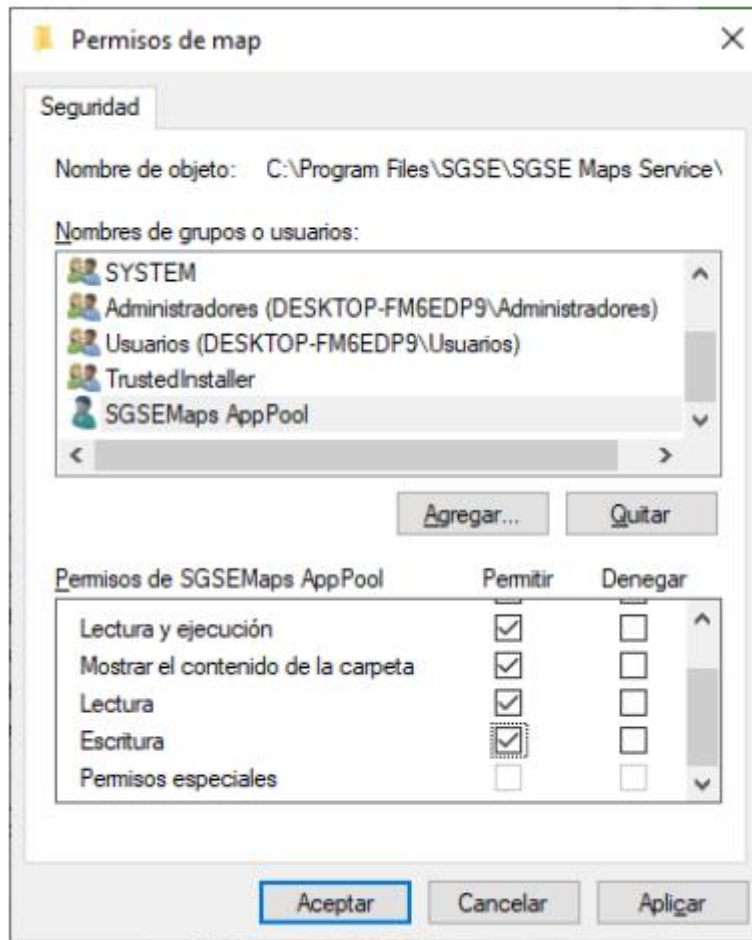 Permisos de map
Seguridad
Nombre de objeto: C:\Program Files\SGSE\SGSE Maps Service\
Nombres de grupos o usuarios:
SYSTEM
Administradores (DESKTOP-FM6EDP9\Administradores)
Usuarios (DESKTOP-FM6EDP9\Usuarios)
TrustedInstaller
SGSEMaps AppPool
Agregar... Quitar
Permisos de SGSEMaps AppPool Permitir Denegar
Lectura y ejecución
Mostrar el contenido de la carpeta
Lectura
Escritura
Permisos especiales
Aceptar Cancelar Aplicar